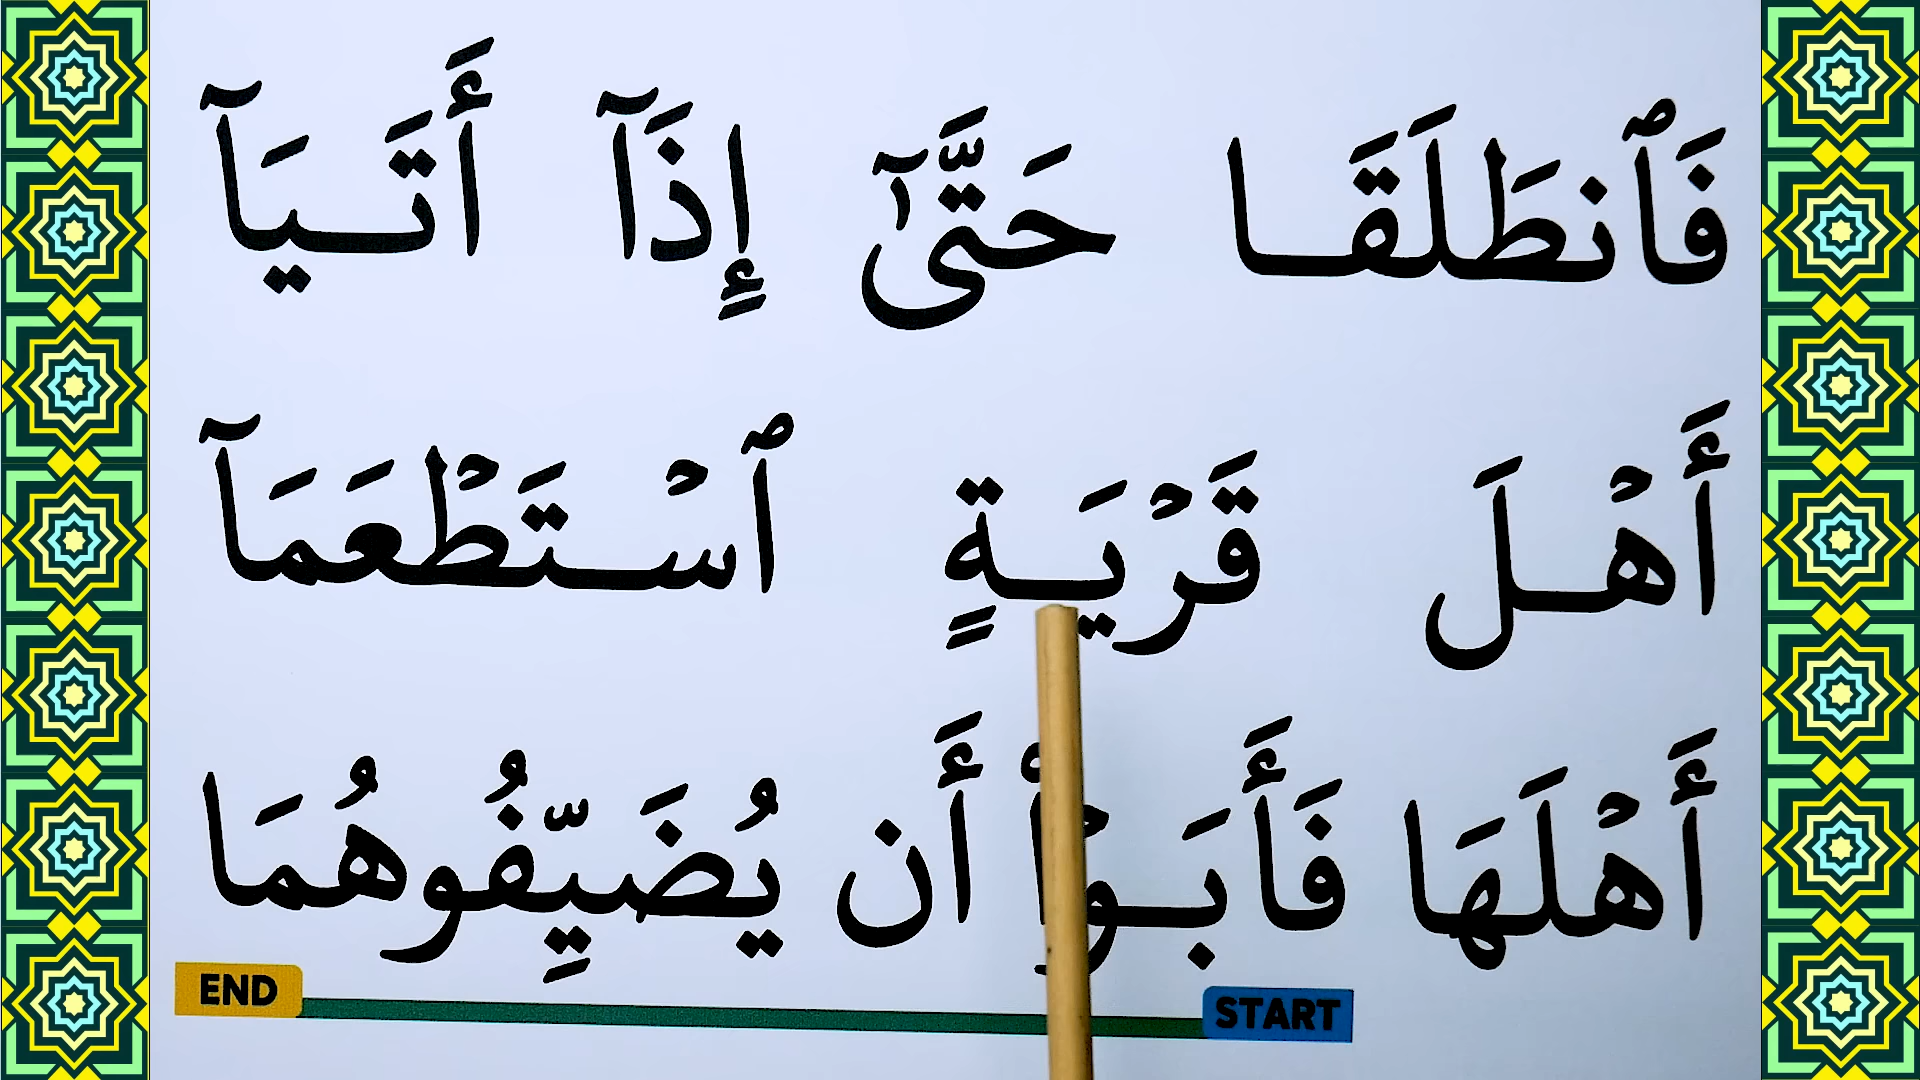 فَٱنطَلَقَا حَتَّىٰٓ إِذَآ أَتَيَآ
أَهْلَ قَرْيَةٍ ٱسْتَطْعَمَآ
أَهْلَهَا فَأَبَوْا۟ أَن يُضَيِّفُوهُمَا
END START